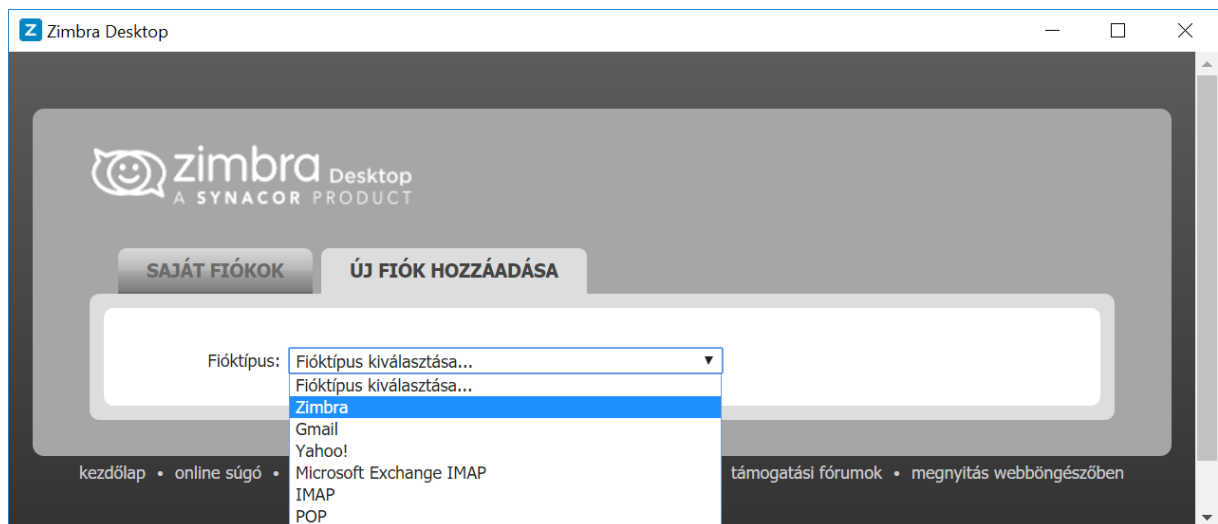 Zimbra Desktop
zimbra Desktop
A SYNACOR PRODUCT
SAJÁT FIÓKOK
ÚJ FIÓK HOZZÁADÁSA
Fióktípus: Fióktípus kiválasztása...
Fióktípus kiválasztása...
Zimbra
Gmail
Yahoo!
Microsoft Exchange IMAP
IMAP
POP
kezdőlap • online súgó • támogatási fórumok • megnyitás webböngészőben